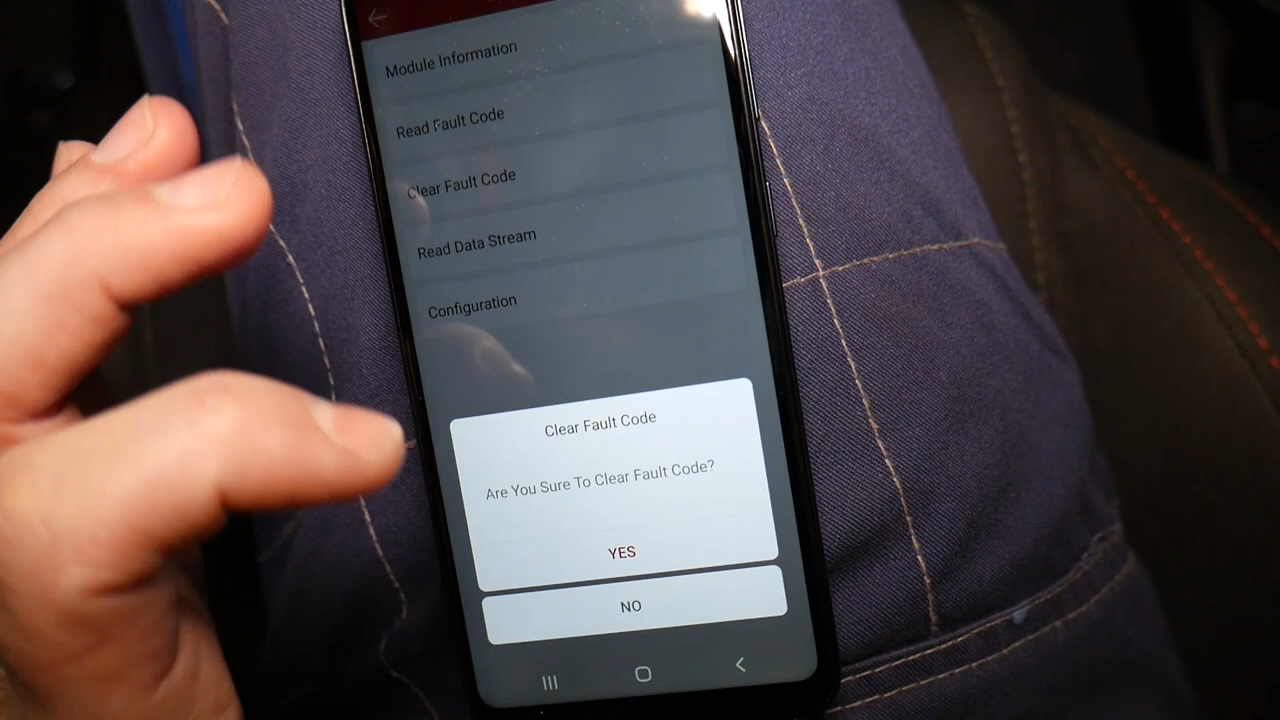 Module Information
Read Fault Code
Clear Fault Code
Read Data Stream
Configuration
Clear Fault Code
Are You Sure To Clear Fault Code?
YES
NO